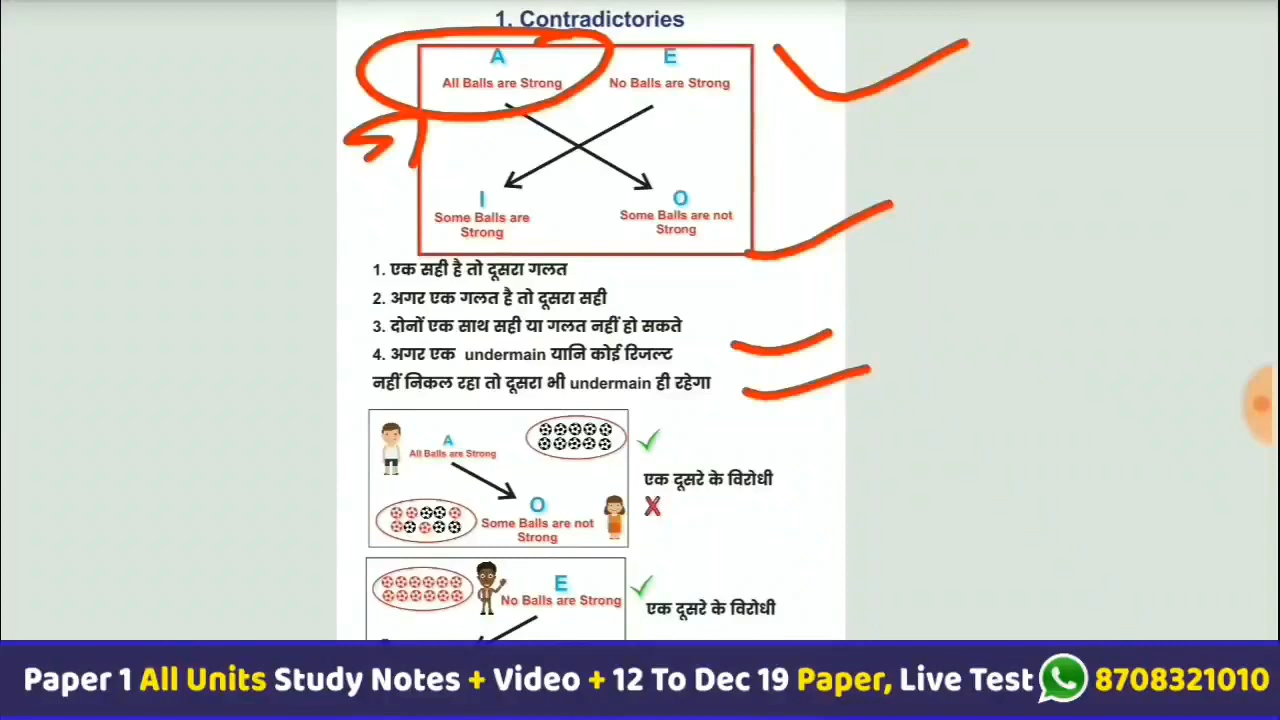 1. Contradictories
A E
All Balls are Strong No Balls are Strong
I O
Some Balls are Strong Some Balls are not Strong
1. एक सही है तो दूसरा गलत
2. अगर एक गलत है तो दूसरा सही
3. दोनों एक साथ सही या गलत नहीं हो सकते
4. अगर एक undermain यानि कोई रिजल्ट
नहीं निकल रहा तो दूसरा भी undermain ही रहेगा
A
All Balls are Strong
O
Some Balls are not
Strong
एक दूसरे के विरोधी
E
No Balls are Strong
एक दूसरे के विरोधी
Paper 1 All Units Study Notes + Video + 12 To Dec 19 Paper, Live Test 8708321010